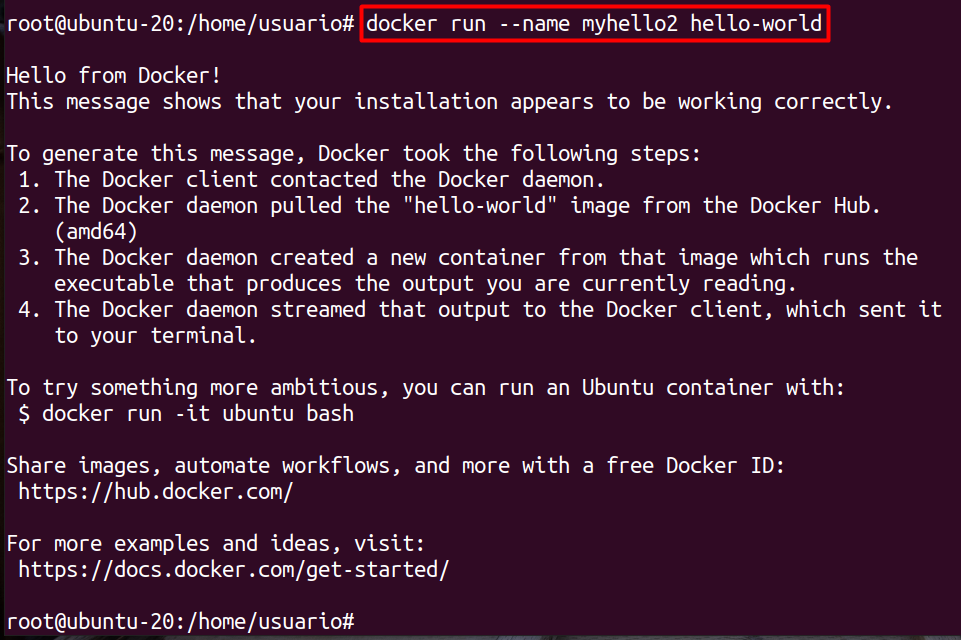 root@ubuntu-20:/home/usuario# docker run --name myhello2 hello-world
Hello from Docker!
This message shows that your installation appears to be working correctly.
To generate this message, Docker took the following steps:
1. The Docker client contacted the Docker daemon.
2. The Docker daemon pulled the "hello-world" image from the Docker Hub.
(amd64)
3. The Docker daemon created a new container from that image which runs the
executable that produces the output you are currently reading.
4. The Docker daemon streamed that output to the Docker client, which sent it
to your terminal.
To try something more ambitious, you can run an Ubuntu container with:
$ docker run -it ubuntu bash
Share images, automate workflows, and more with a free Docker ID:
https://hub.docker.com/
For more examples and ideas, visit:
https://docs.docker.com/get-started/
root@ubuntu-20:/home/usuario#